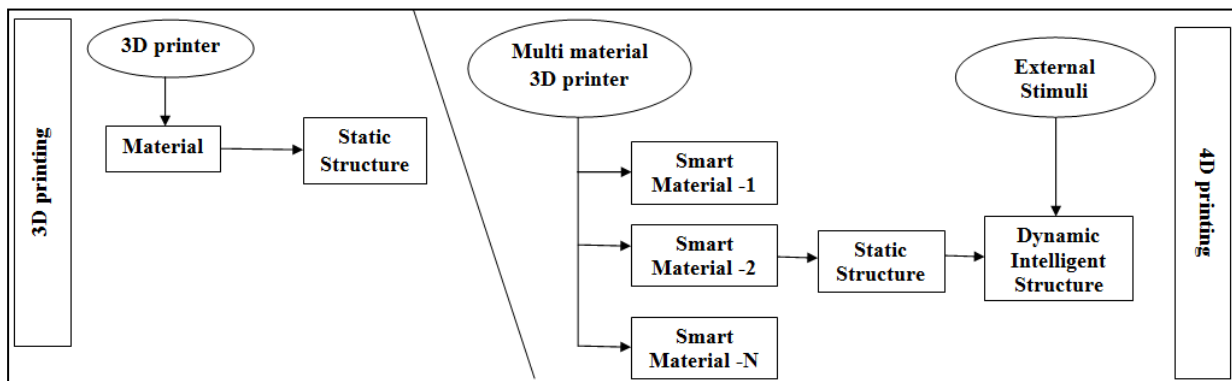 3D printing
3D printer
Material
Static
Structure
Multi material
3D printer
Smart
Material -1
Smart
Material -2
Smart
Material -N
Static
Structure
External
Stimuli
Dynamic
Intelligent
Structure
4D printing